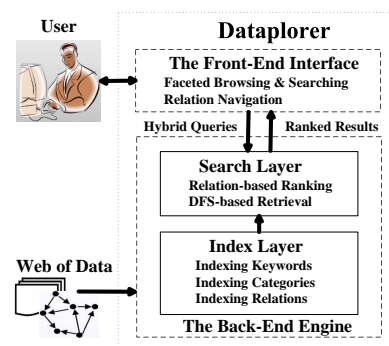 User
Dataplorer
The Front-End Interface
Faceted Browsing & Searching
Relation Navigation
Hybrid Queries
Ranked Results
Search Layer
Relation-based Ranking
DFS-based Retrieval
Web of Data
Index Layer
Indexing Keywords
Indexing Categories
Indexing Relations
The Back-End Engine